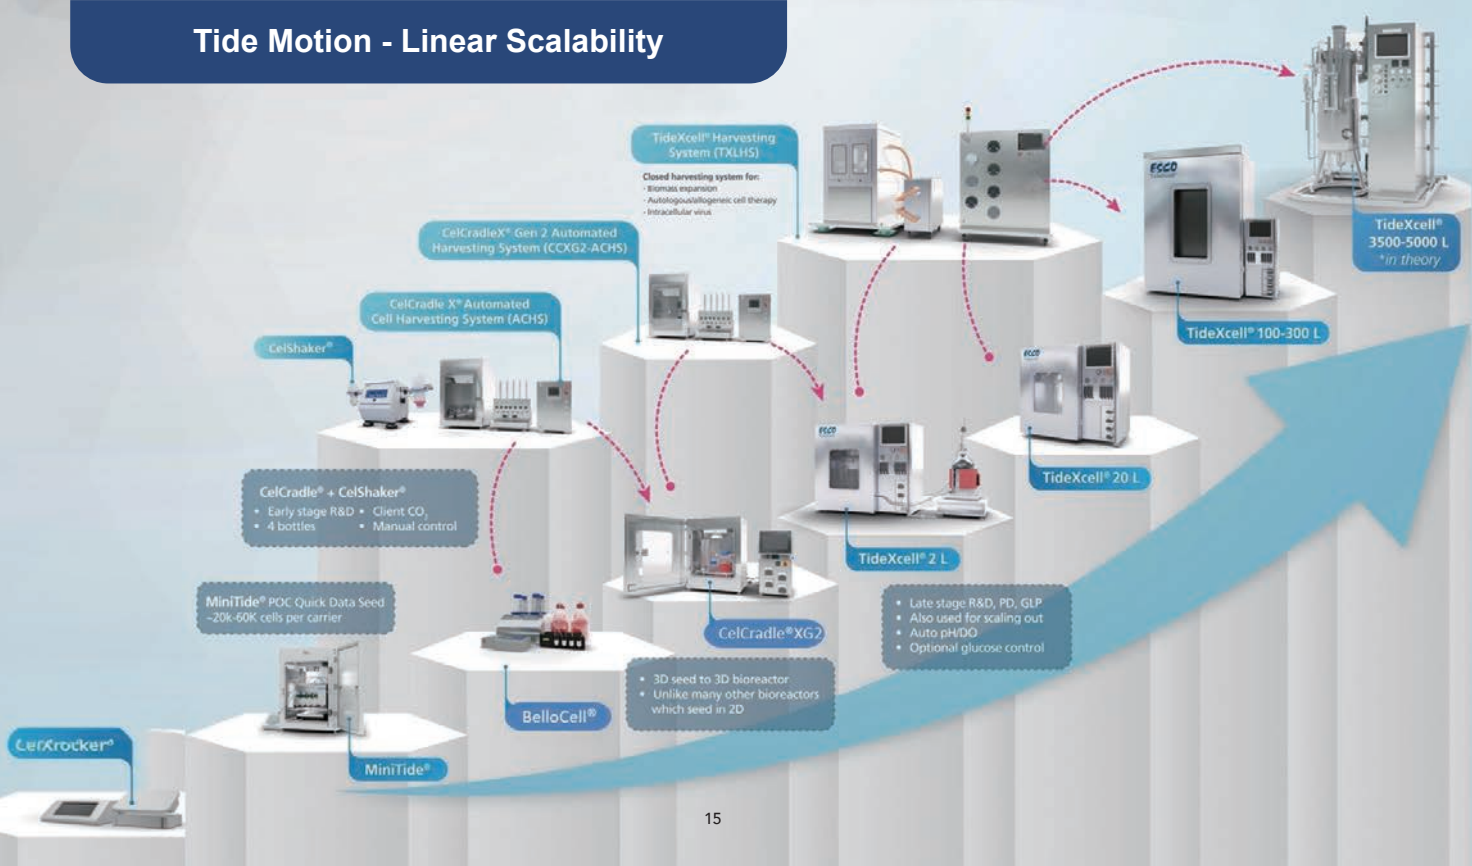 Tide Motion - Linear Scalability
TideXcell® Harvesting
System (TXLHS)
Closed harvesting system for:
- Biomass expansion
- Autologous/allogeneic cell therapy
- Intracellular virus
CelCradleX® Gen 2 Automated
Harvesting System (CCXG2-ACHS)
CelCradle X® Automated
Cell Harvesting System (ACHS)
CelShaker®
ESCO
TideXcell®
3500-5000 L
*in theory
TideXcell® 100-300 L
ESCO
TideXcell® 20 L
ESCO
TideXcell® 2 L
CelCradle® + CelShaker®
• Early stage R&D • Client CO₂
• 4 bottles • Manual control
MiniTide® POC Quick Data Seed
~20k-60K cells per carrier
• Late stage R&D, PD, GLP
• Also used for scaling out
• Auto pH/DO
• Optional glucose control
CelCradle®XG2
• 3D seed to 3D bioreactor
• Unlike many other bioreactors
which seed in 2D
BelloCell®
MiniTide®
15